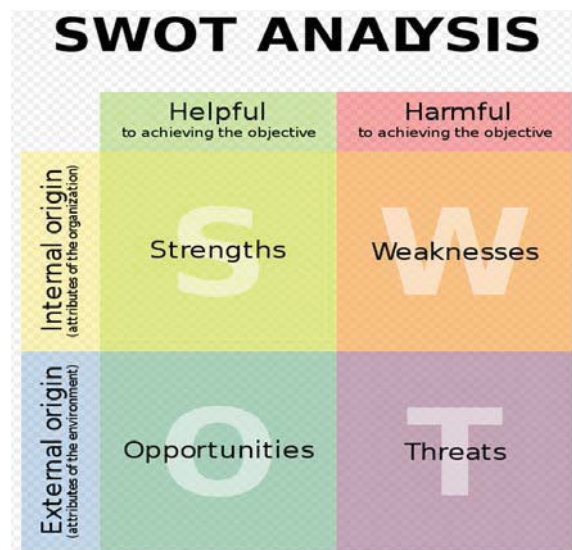 SWOT ANALYSIS
Helpful
to achieving the objective
Harmful
to achieving the objective
Internal origin
(attributes of the organization)
S
Strengths
W
Weaknesses
External origin
(attributes of the environment)
O
Opportunities
T
Threats